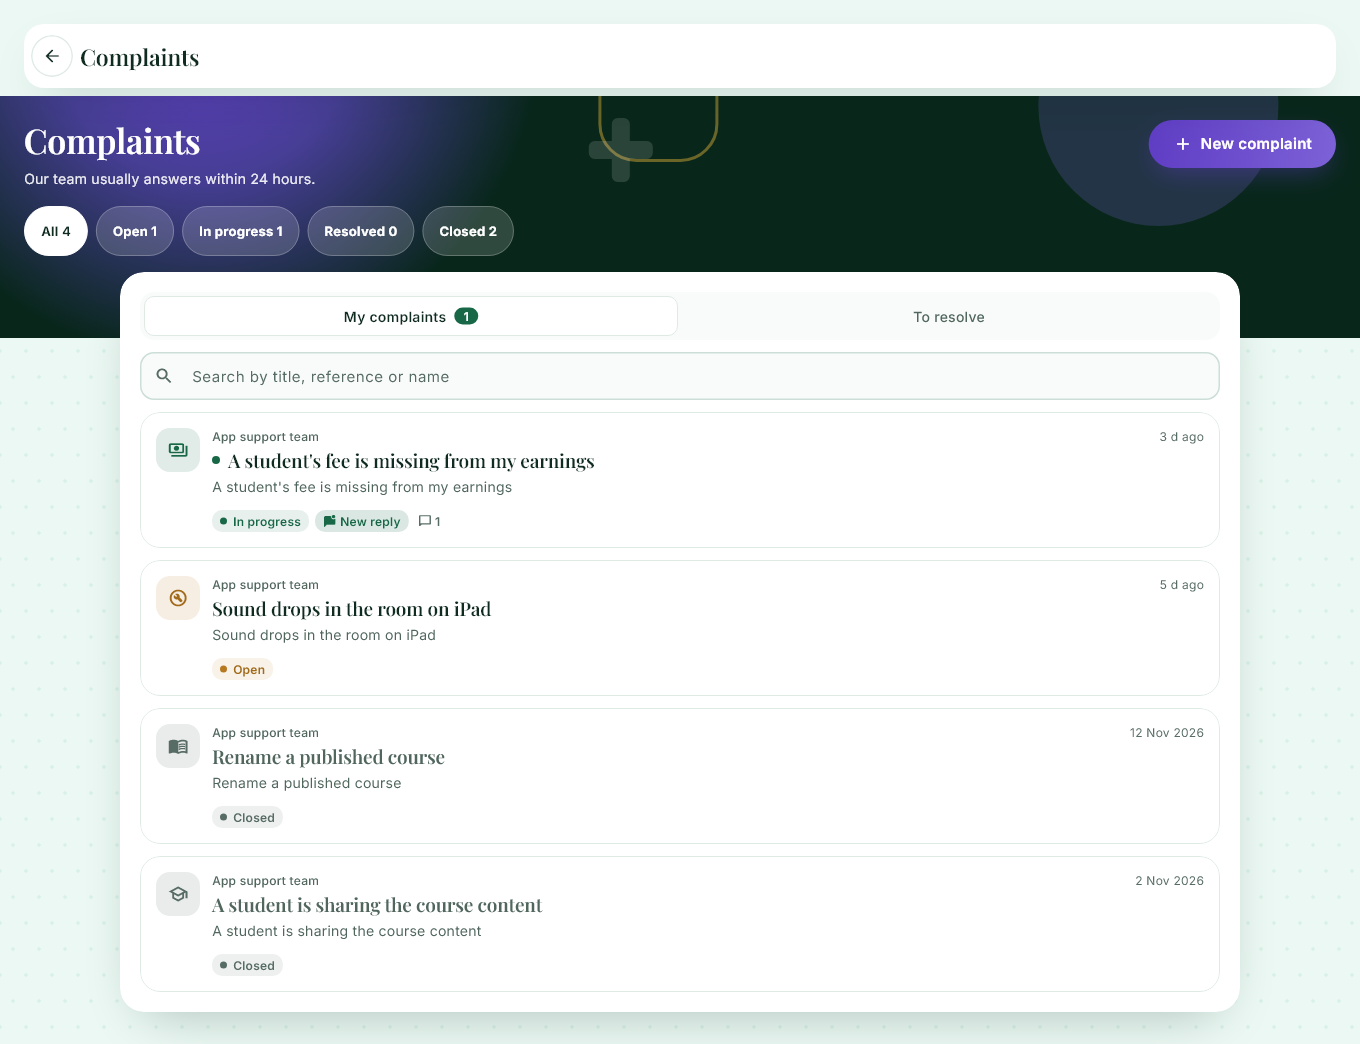 Complaints
Complaints
Our team usually answers within 24 hours.
New complaint
All 4
Open 1
In progress 1
Resolved 0
Closed 2
My complaints 1
To resolve
Search by title, reference or name
App support team
3 d ago
A student's fee is missing from my earnings
A student's fee is missing from my earnings
In progress
New reply
1
App support team
5 d ago
Sound drops in the room on iPad
Sound drops in the room on iPad
Open
App support team
12 Nov 2026
Rename a published course
Rename a published course
Closed
App support team
2 Nov 2026
A student is sharing the course content
A student is sharing the course content
Closed